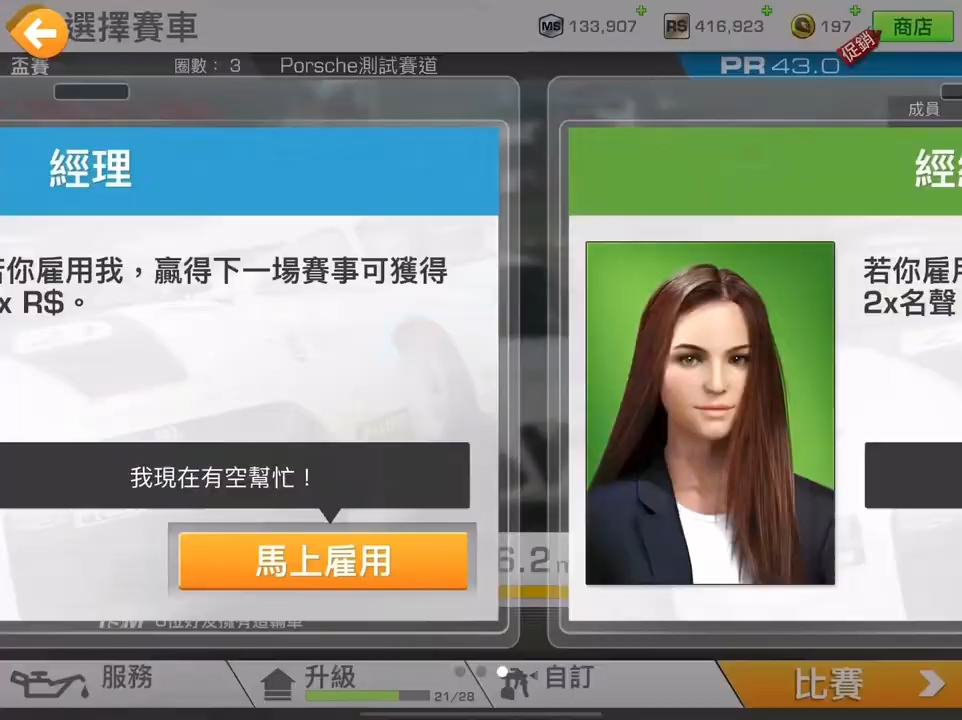 選擇賽車
M$ 133,907
R$ 416,923
197
商店
促銷
盃賽
圈數： 3
Porsche測試賽道
PR 43.0
成員
經理
你雇用我，贏得下一場賽事可獲得
x R$。
我現在有空幫忙！
馬上雇用
若你雇用
2x名聲
6.2
服務
升級
21/28
自訂
比賽